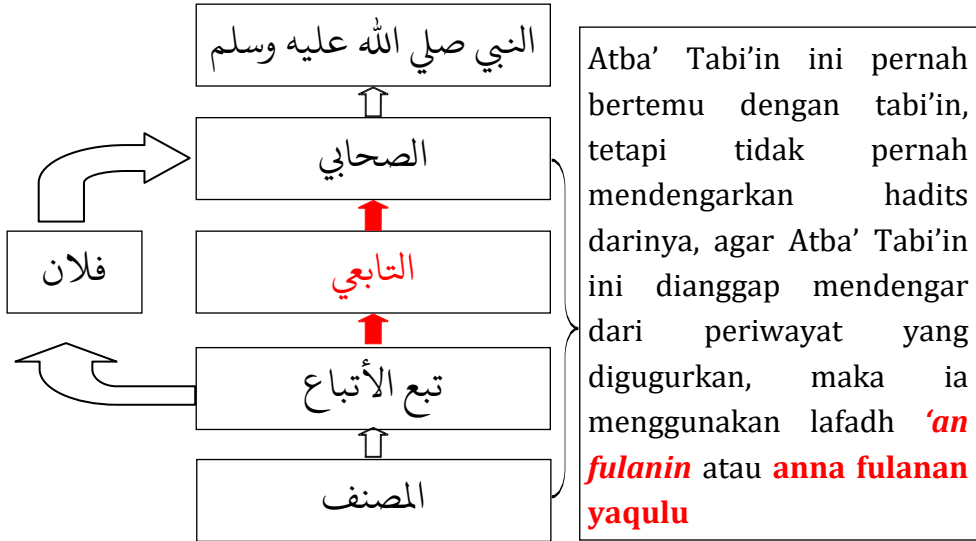 النبي صلي الله عليه وسلم
الصحابي
التابعي
فلان
تبع الأتباع
المصنف
Atba’ Tabi’in ini pernah
bertemu dengan tabi’in,
tetapi tidak pernah
mendengarkan hadits
darinya, agar Atba’ Tabi’in
ini dianggap mendengar
dari periwayat yang
digugurkan, maka ia
menggunakan lafadh ‘an
fulanin atau anna fulanan
yaqulu